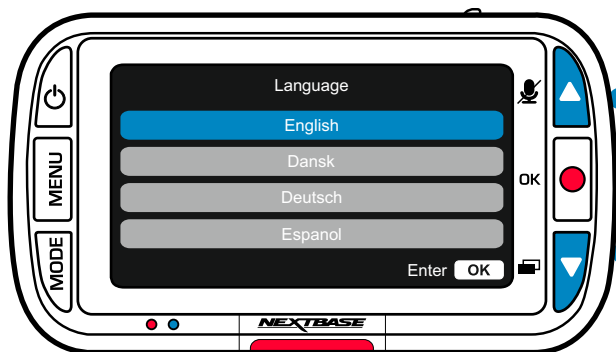 Language
English
Dansk
Deutsch
Espanol
Enter OK
MENU
MODE
OK
NEXTBASE